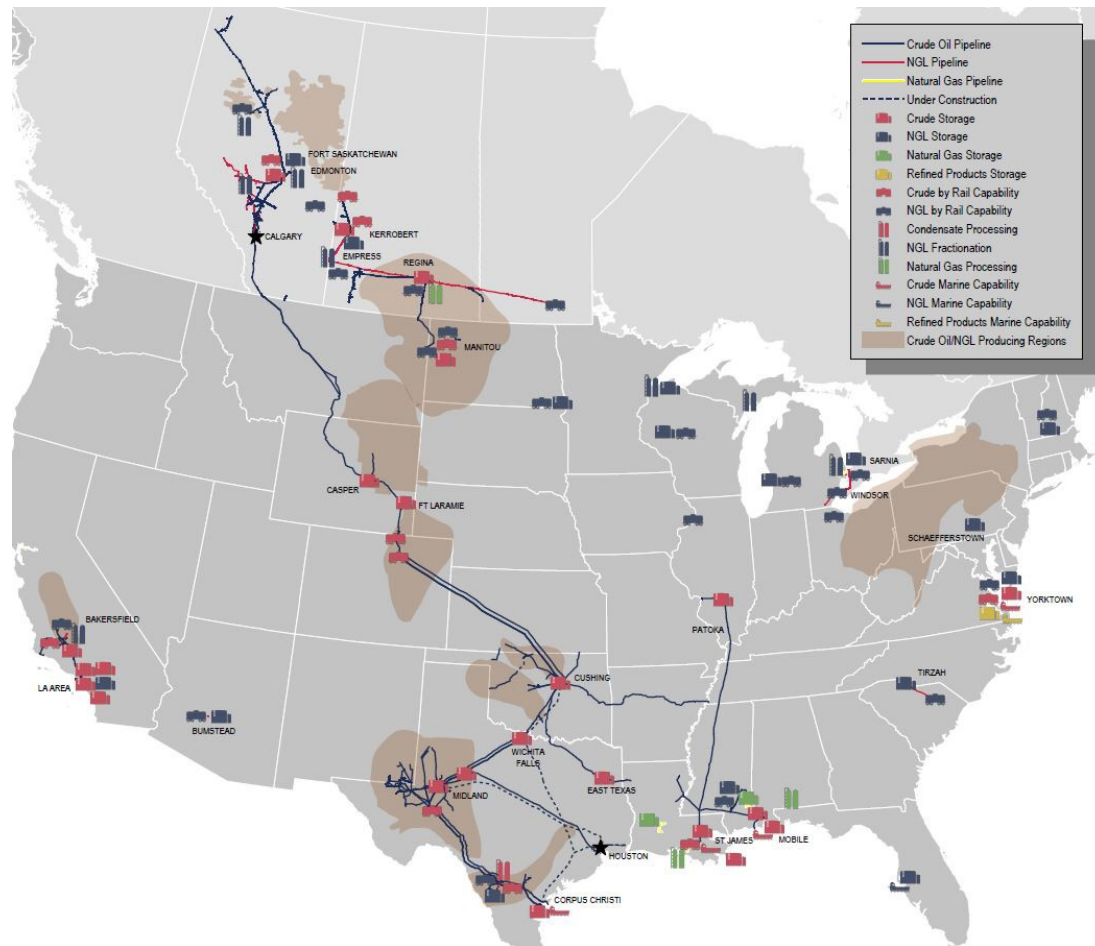 Crude Oil Pipeline
NGL Pipeline
Natural Gas Pipeline
Under Construction
Crude Storage
NGL Storage
Natural Gas Storage
Refined Products Storage
Crude by Rail Capability
NGL by Rail Capability
Condensate Processing
NGL Fractionation
Natural Gas Processing
Crude Marine Capability
NGL Marine Capability
Refined Products Marine Capability
Crude Oil/NGL Producing Regions
FORT SASKATCHEWAN
EDMONTON
CALGARY
KERROBERT
EMPRESS
REGINA
MANITOU
CASPER
FT LARAMIE
SARNIA
WINDSOR
SCHAEFFERSTOWN
YORKTOWN
BAKERSFIELD
LA AREA
BUMSTEAD
PATOKA
CUSHING
TIRZAH
WICHITA
FALLS
EAST TEXAS
MIDLAND
HOUSTON
ST JAMES
MOBILE
CORPUS CHRISTI